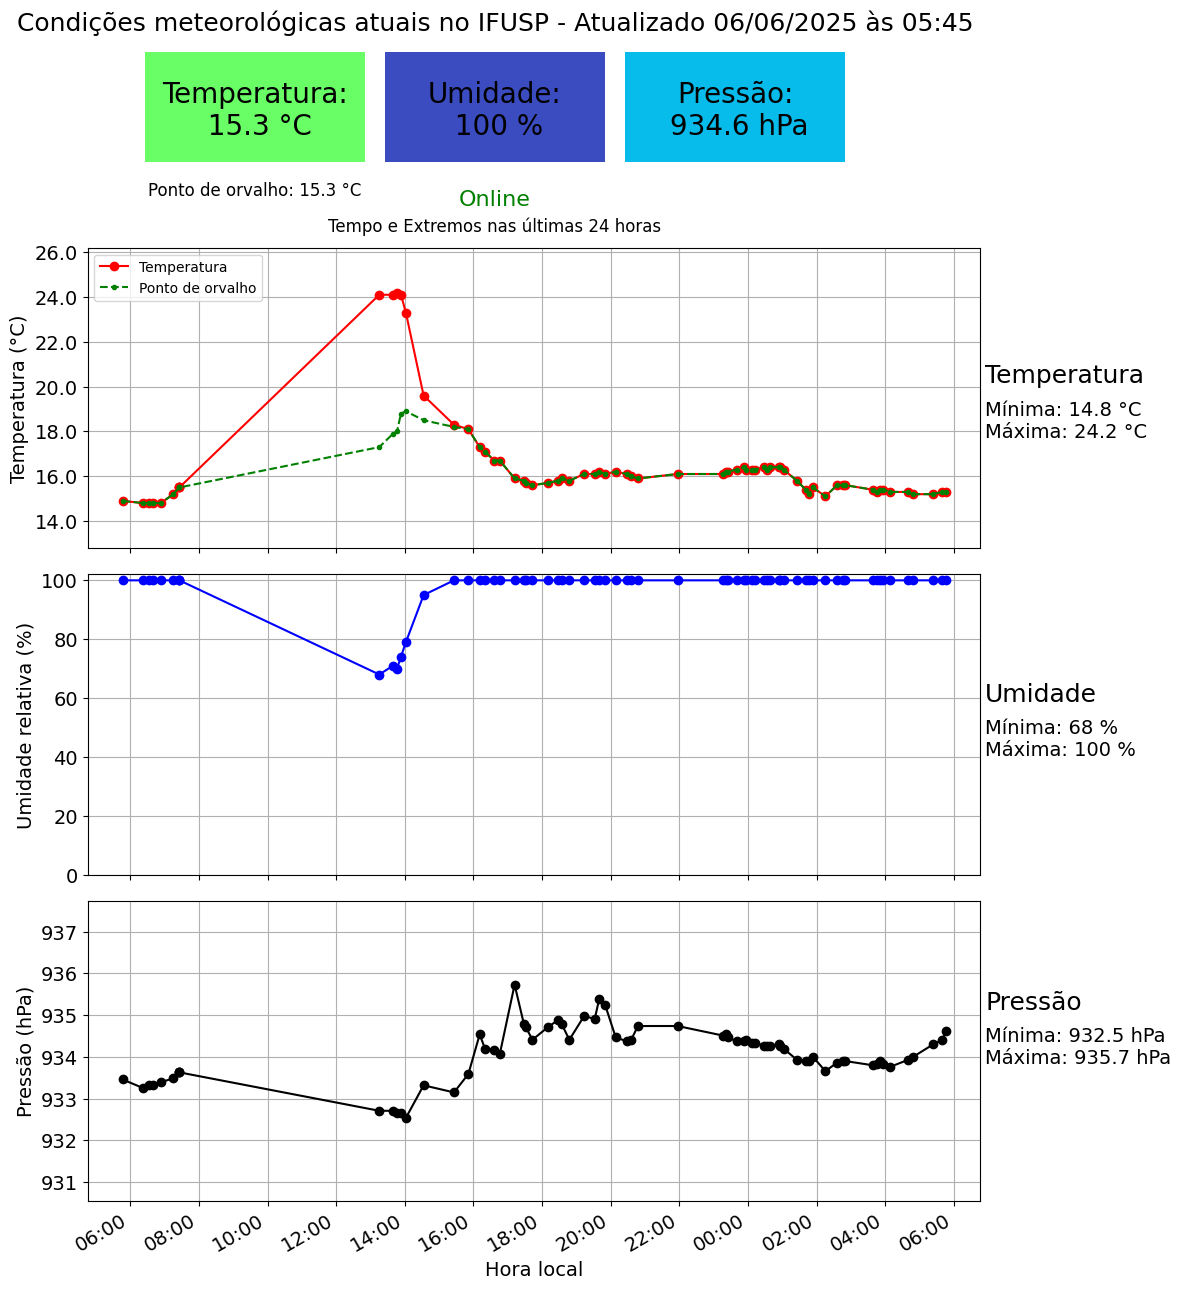 Condições meteorológicas atuais no IFUSP - Atualizado 06/06/2025 às 05:45
Temperatura:
15.3 °C
Umidade:
100 %
Pressão:
934.6 hPa
Ponto de orvalho: 15.3 °C
Online
Tempo e Extremos nas últimas 24 horas
Temperatura (°C)
26.0
24.0
22.0
20.0
18.0
16.0
14.0
Temperatura
Ponto de orvalho
Temperatura
Mínima: 14.8 °C
Máxima: 24.2 °C
Umidade relativa (%)
100
80
60
40
20
0
Umidade
Mínima: 68 %
Máxima: 100 %
Pressão (hPa)
937
936
935
934
933
932
931
Pressão
Mínima: 932.5 hPa
Máxima: 935.7 hPa
06:00
08:00
10:00
12:00
14:00
16:00
18:00
20:00
22:00
00:00
02:00
04:00
06:00
Hora local